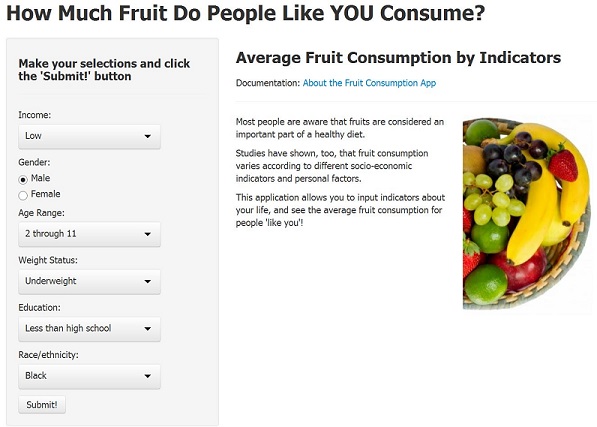 How Much Fruit Do People Like YOU Consume?
Make your selections and click
the 'Submit!' button
Income:
Low
Gender:
Male
Female
Age Range:
2 through 11
Weight Status:
Underweight
Education:
Less than high school
Race/ethnicity:
Black
Submit!
Average Fruit Consumption by Indicators
Documentation: About the Fruit Consumption App
Most people are aware that fruits are considered an
important part of a healthy diet.
Studies have shown, too, that fruit consumption
varies according to different socio-economic
indicators and personal factors.
This application allows you to input indicators about
your life, and see the average fruit consumption for
people 'like you'!